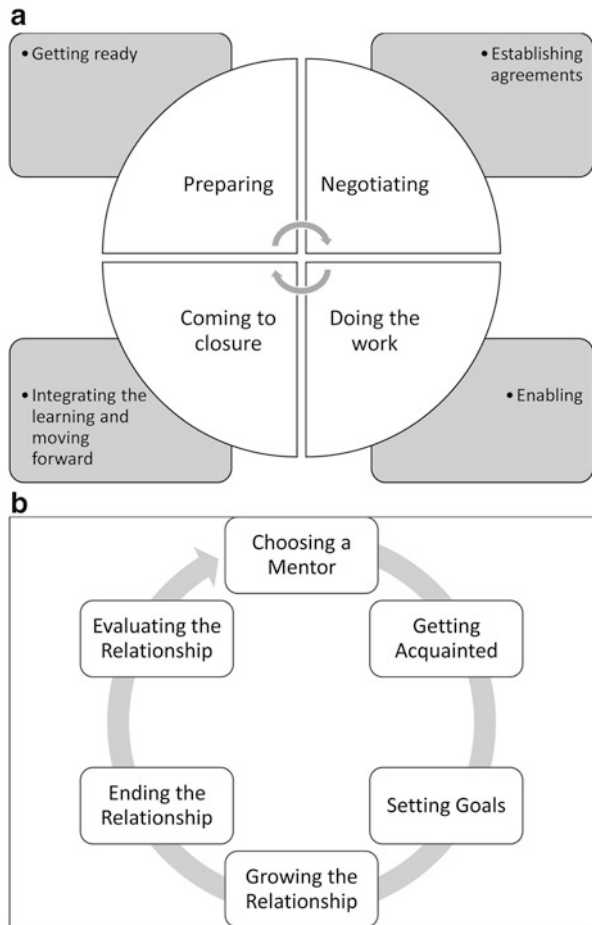 a
• Getting ready
• Establishing
agreements
Preparing
Negotiating
Coming to
closure
Doing the
work
• Integrating the
learning and
moving
forward
• Enabling
b
Choosing a
Mentor
Getting
Acquainted
Setting Goals
Growing the
Relationship
Ending the
Relationship
Evaluating the
Relationship